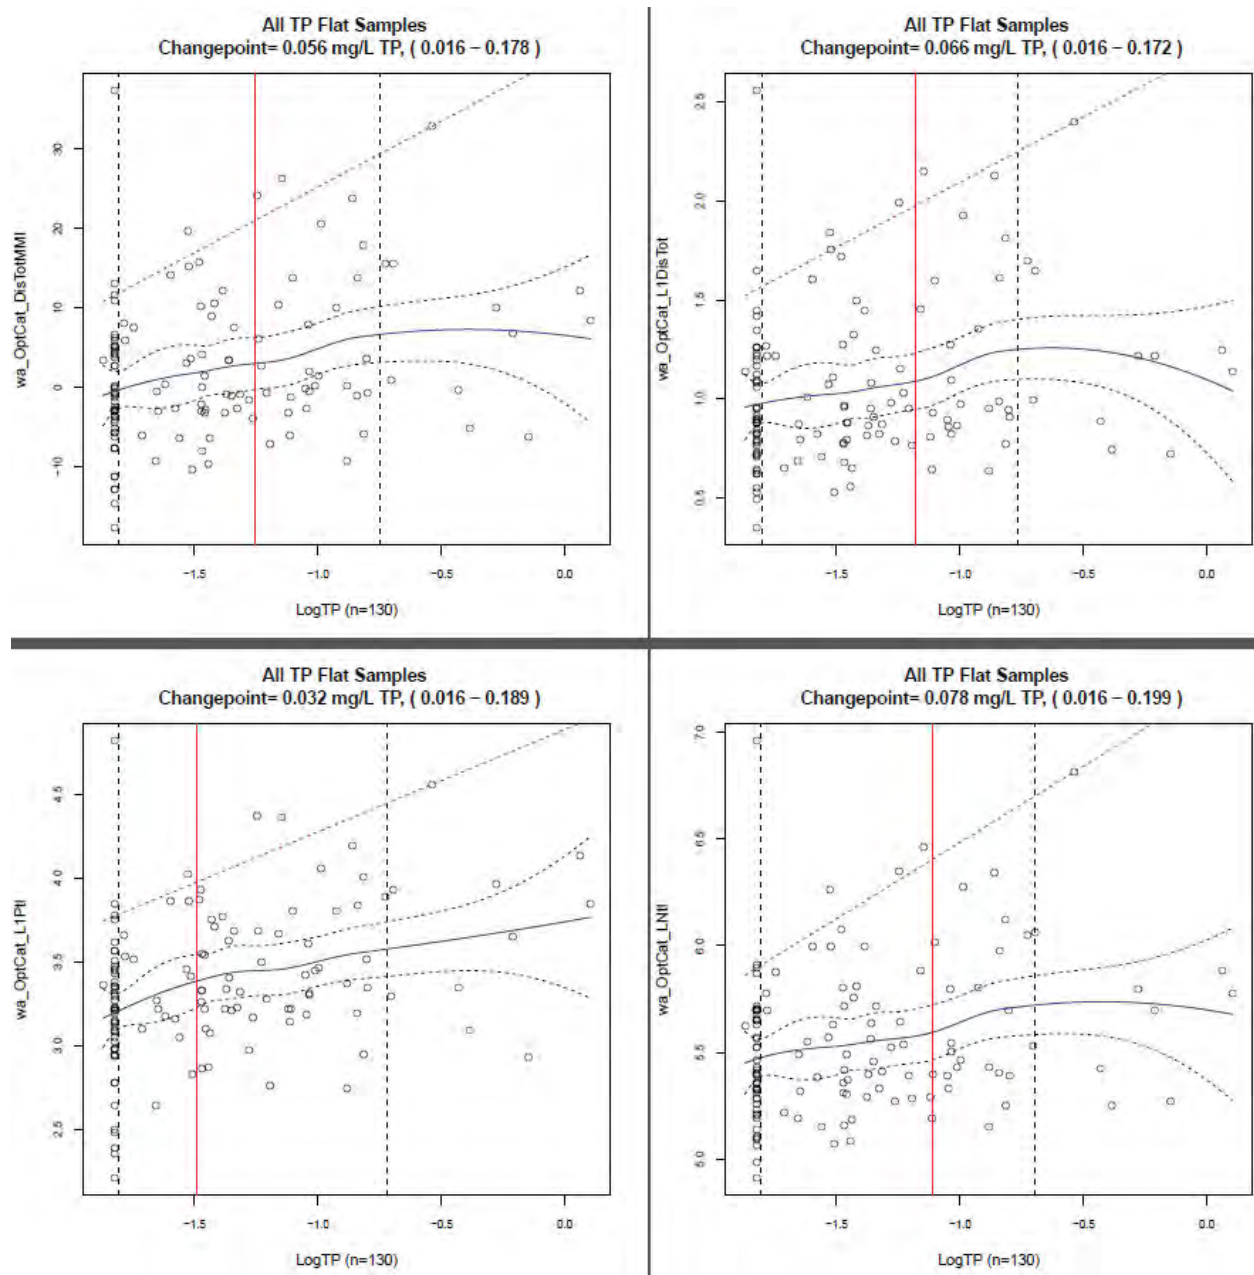 All TP Flat Samples
Changepoint= 0.056 mg/L TP, ( 0.016 – 0.178 )
wa_OptCat_DisTotMMI
30
20
10
0
−10
−1.5 −1.0 −0.5 0.0
LogTP (n=130)
All TP Flat Samples
Changepoint= 0.066 mg/L TP, ( 0.016 – 0.172 )
wa_OptCat_L1DisTot
2.5
2.0
1.5
1.0
0.5
−1.5 −1.0 −0.5 0.0
LogTP (n=130)
All TP Flat Samples
Changepoint= 0.032 mg/L TP, ( 0.016 – 0.189 )
wa_OptCat_L1Ptl
4.5
4.0
3.5
3.0
2.5
−1.5 −1.0 −0.5 0.0
LogTP (n=130)
All TP Flat Samples
Changepoint= 0.078 mg/L TP, ( 0.016 – 0.199 )
wa_OptCat_LNtl
7.0
6.5
6.0
5.5
5.0
−1.5 −1.0 −0.5 0.0
LogTP (n=130)